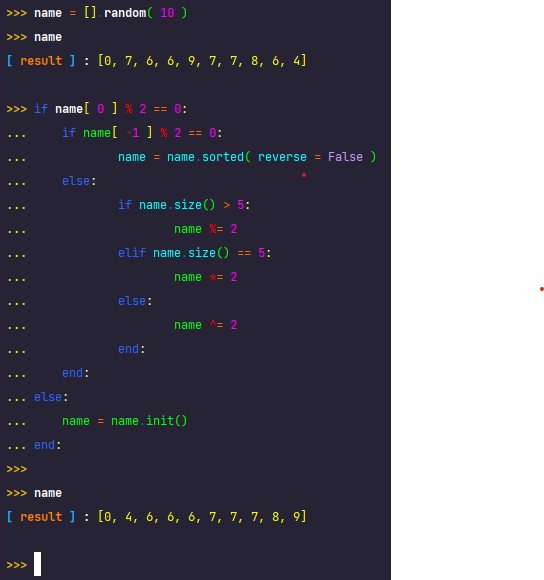 >>> name = [].random( 10 )
>>> name
[ result ] : [0, 7, 6, 6, 9, 7, 7, 8, 6, 4]
>>> if name[ 0 ] % 2 == 0:
...     if name[ -1 ] % 2 == 0:
...             name = name.sorted( reverse = False )
...     else:
...             if name.size() > 5:
...                     name %= 2
...             elif name.size() == 5:
...                     name *= 2
...             else:
...                     name ^= 2
...             end:
...     end:
... else:
...     name = name.init()
... end:
>>>
>>> name
[ result ] : [0, 4, 6, 6, 6, 7, 7, 7, 8, 9]
>>>